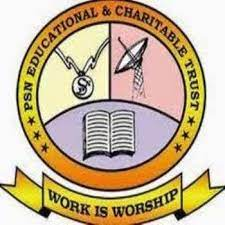 PSN EDUCATIONAL & CHARITABLE TRUST
WORK IS WORSHIP